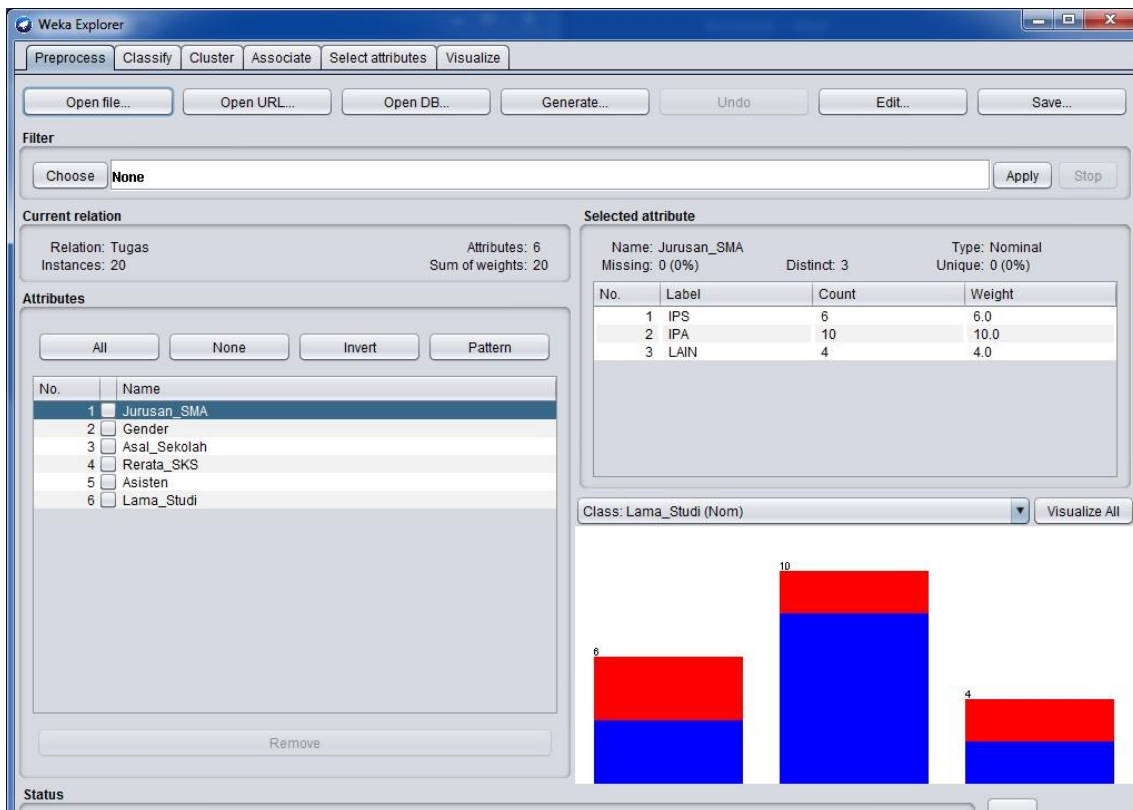 Weka Explorer
Preprocess Classify Cluster Associate Select attributes Visualize
Open file... Open URL... Open DB... Generate... Undo Edit... Save...
Filter
Choose None Apply Stop
Current relation
Relation: Tugas Attributes: 6
Instances: 20 Sum of weights: 20
Attributes
All None Invert Pattern
No. Name
1 Jurusan_SMA
2 Gender
3 Asal_Sekolah
4 Rerata_SKS
5 Asisten
6 Lama_Studi
Remove
Selected attribute
Name: Jurusan_SMA Type: Nominal
Missing: 0 (0%) Distinct: 3 Unique: 0 (0%)
No. Label Count Weight
1 IPS 6 6.0
2 IPA 10 10.0
3 LAIN 4 4.0
Class: Lama_Studi (Nom) Visualize All
6 10 4
Status